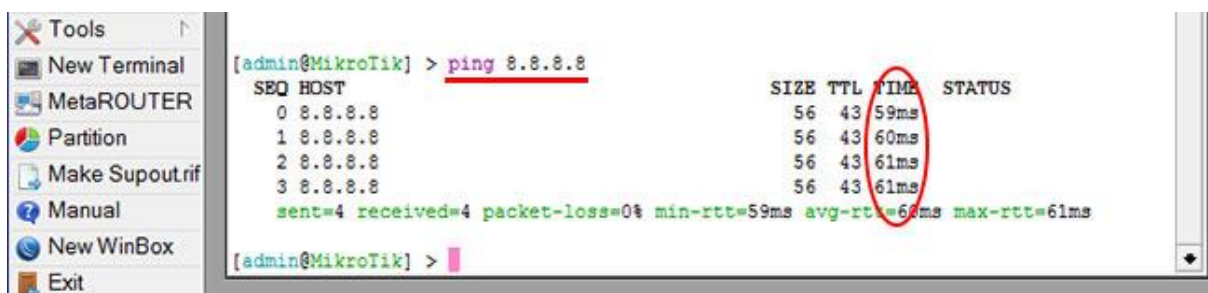 Tools
New Terminal
MetaROUTER
Partition
Make Supout.rif
Manual
New WinBox
Exit
[admin@MikroTik] > ping 8.8.8.8
SEQ HOST SIZE TTL TIME STATUS
0 8.8.8.8 56 43 59ms
1 8.8.8.8 56 43 60ms
2 8.8.8.8 56 43 61ms
3 8.8.8.8 56 43 61ms
sent=4 received=4 packet-loss=0% min-rtt=59ms avg-rtt=60ms max-rtt=61ms
[admin@MikroTik] >